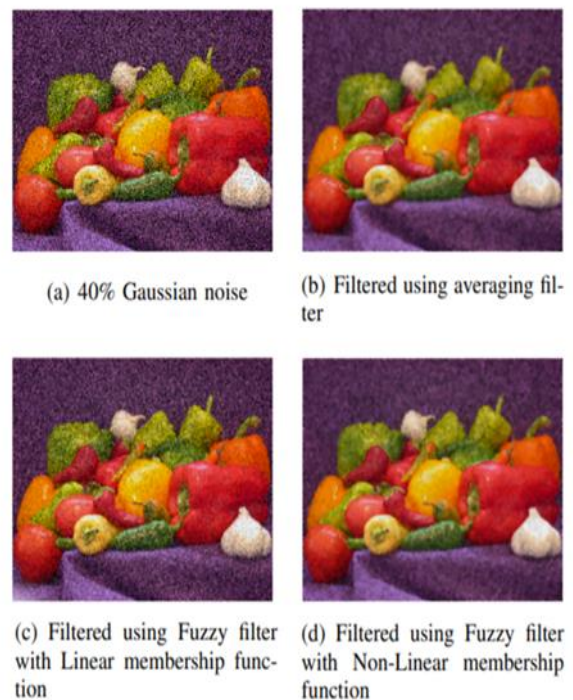 (a) 40% Gaussian noise
(b) Filtered using averaging fil-
ter
(c) Filtered using Fuzzy filter
with Linear membership func-
tion
(d) Filtered using Fuzzy filter
with Non-Linear membership
function